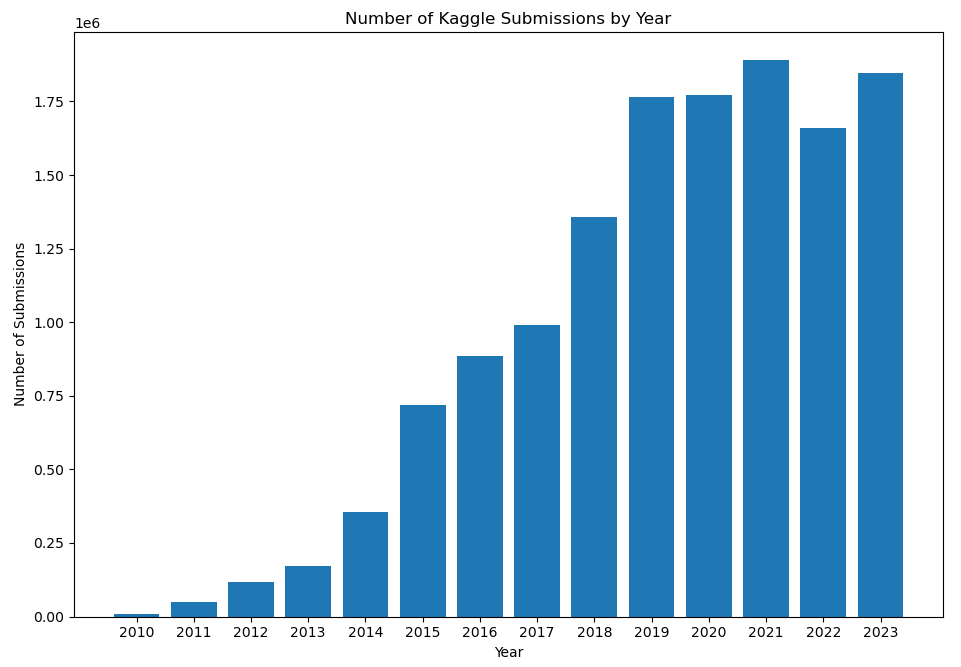 Number of Kaggle Submissions by Year
1e6
1.75
1.50
1.25
1.00
0.75
0.50
0.25
0.00
Number of Submissions
2010 2011 2012 2013 2014 2015 2016 2017 2018 2019 2020 2021 2022 2023
Year